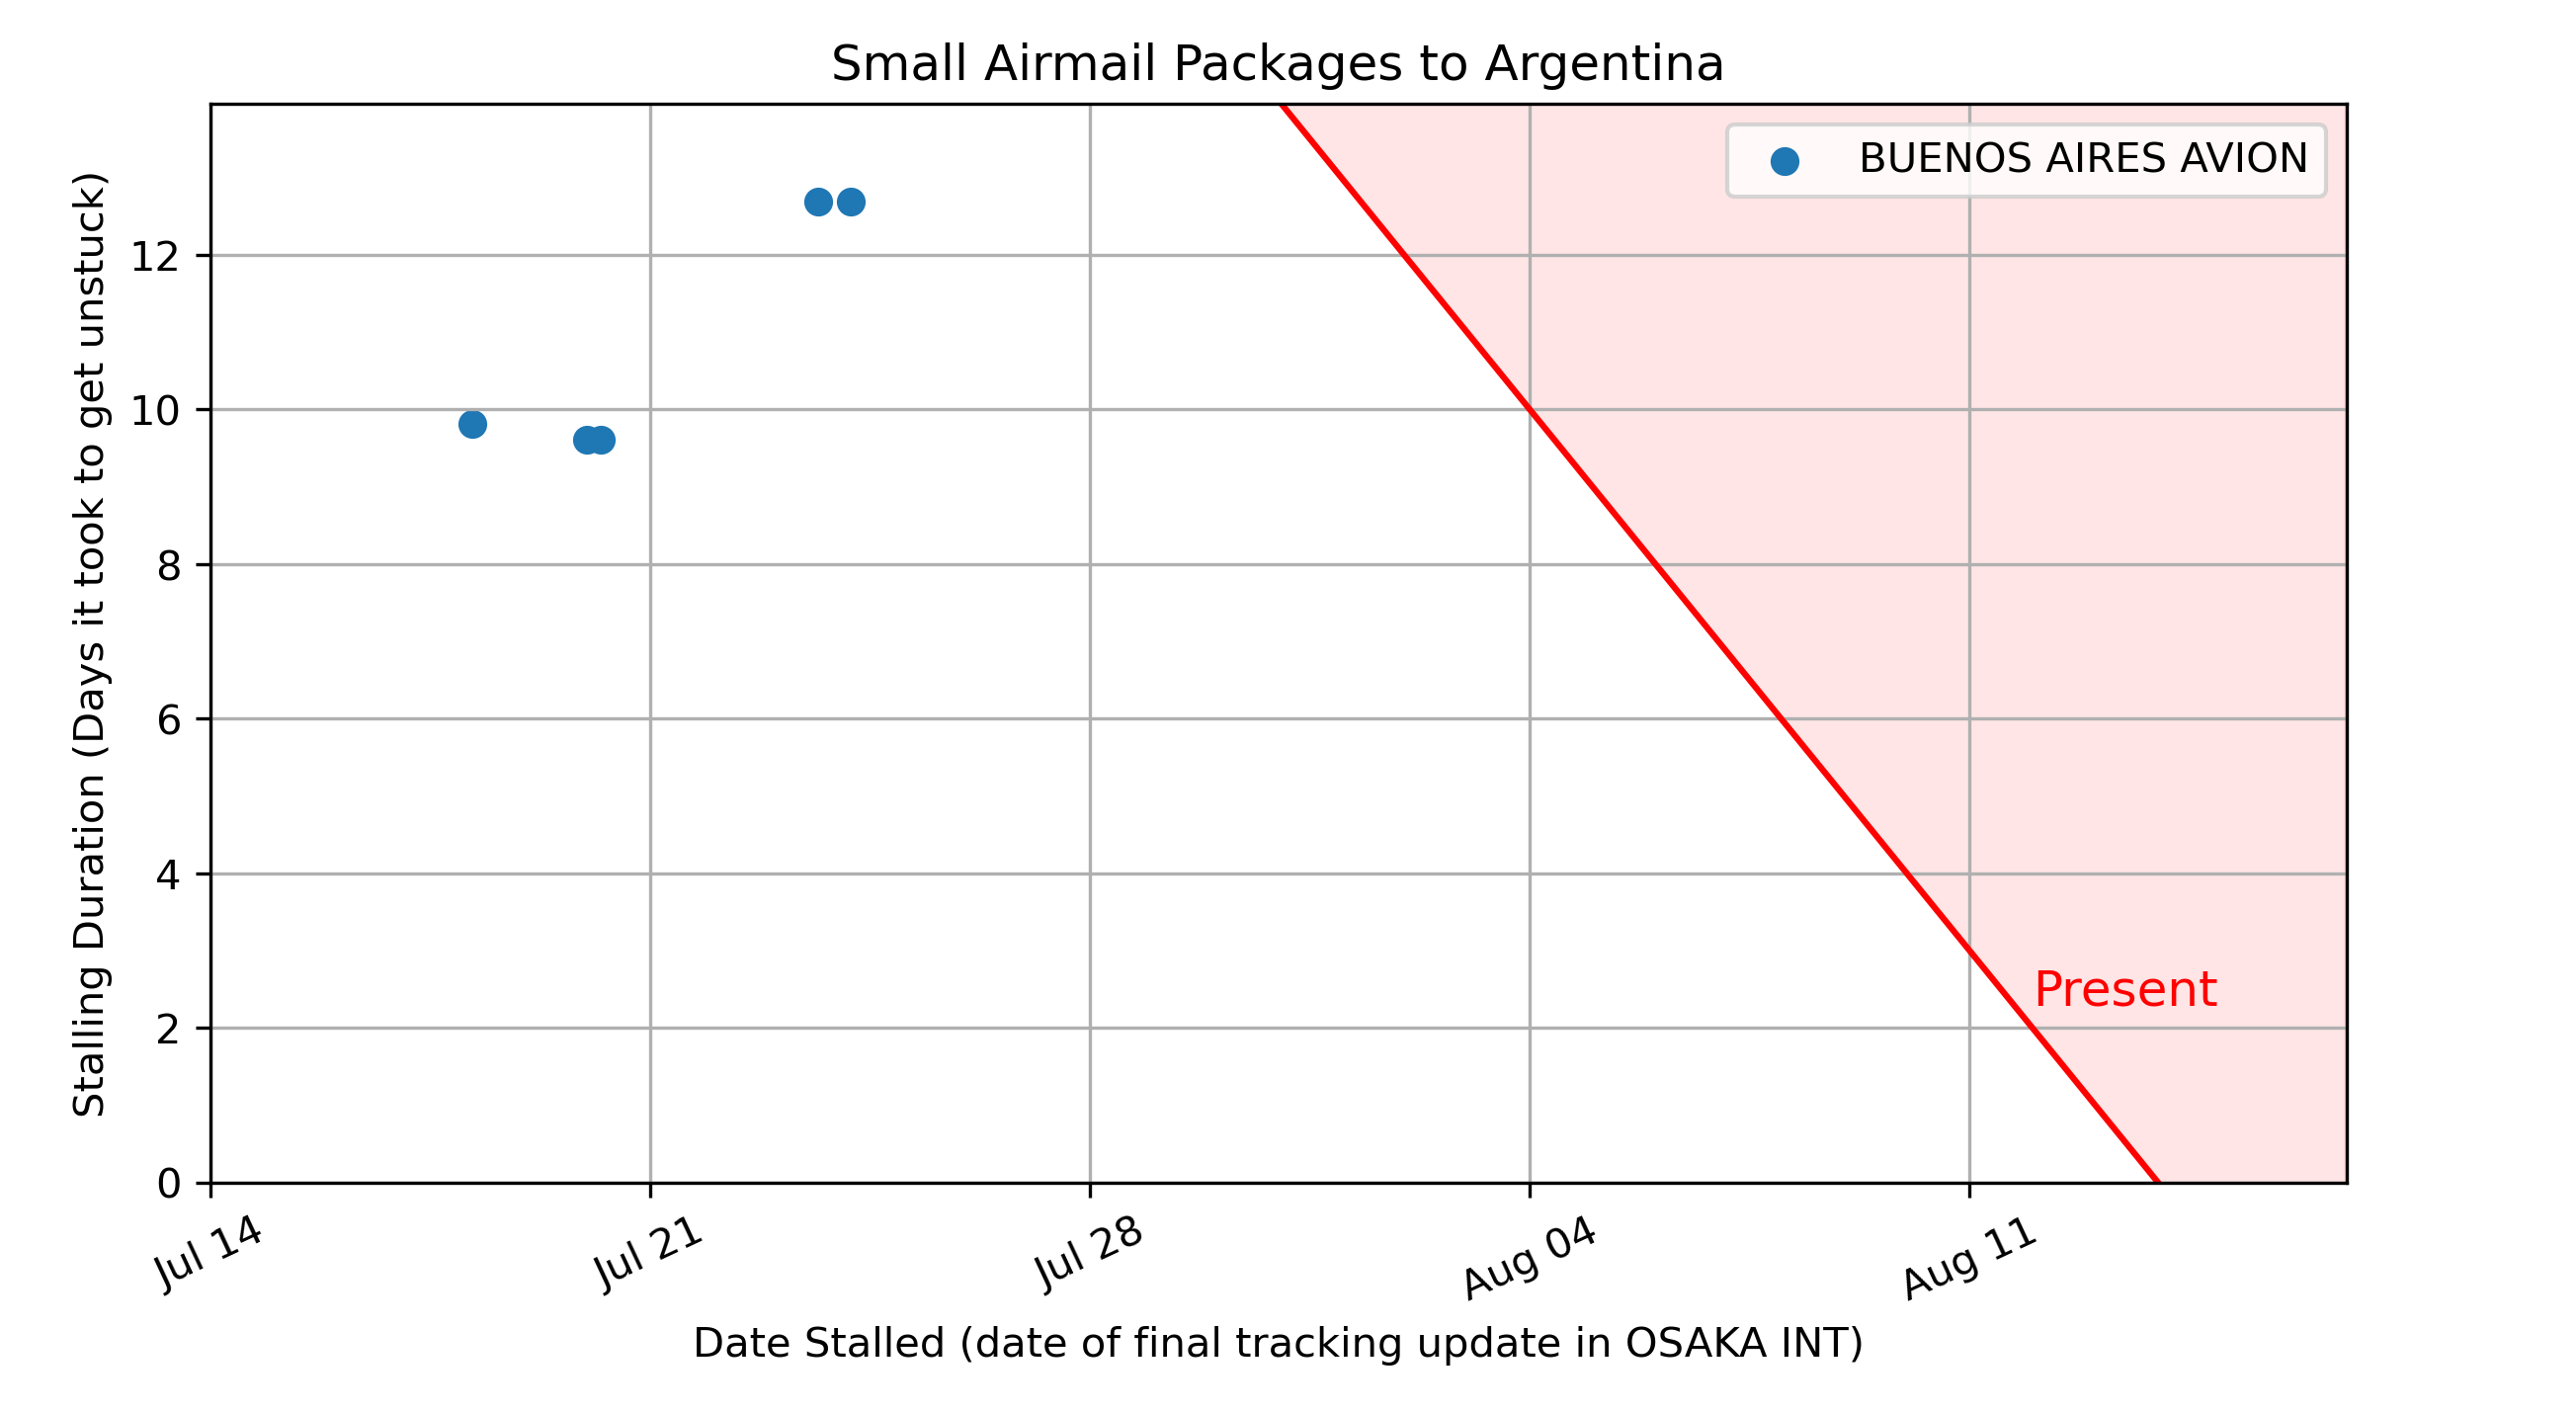 Small Airmail Packages to Argentina
BUENOS AIRES AVION
Stalling Duration (Days it took to get unstuck)
12
10
8
6
4
2
0
Present
Jul 14
Jul 21
Jul 28
Aug 04
Aug 11
Date Stalled (date of final tracking update in OSAKA INT)